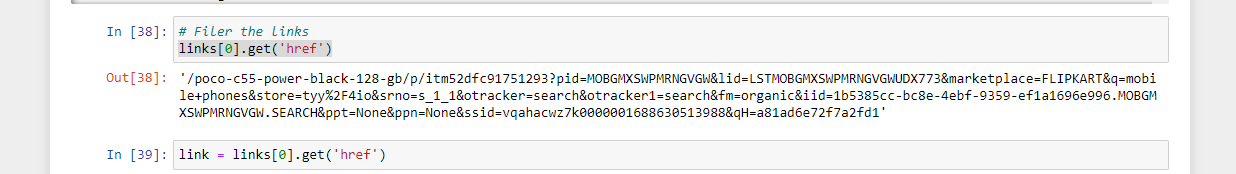 In [38]: # Filer the links
links[0].get('href')
Out[38]: '/poco-c55-power-black-128-gb/p/itm52dfc91751293?pid=MOBGMXSWPMRNGVGW&lid=LSTMOBGMXSWPMRNGVGWUDX773&marketplace=FLIPKART&q=mobi
le+phones&store=tyy%2F4io&srno=s_1_1&otracker=search&otracker1=search&fm=organic&iid=1b5385cc-bc8e-4ebf-9359-ef1a1696e996.MOBGM
XSWPMRNGVGW.SEARCH&ppt=None&ppn=None&ssid=vqahacwz7k0000001688630513988&qH=a81ad6e72f7a2fd1'
In [39]: link = links[0].get('href')